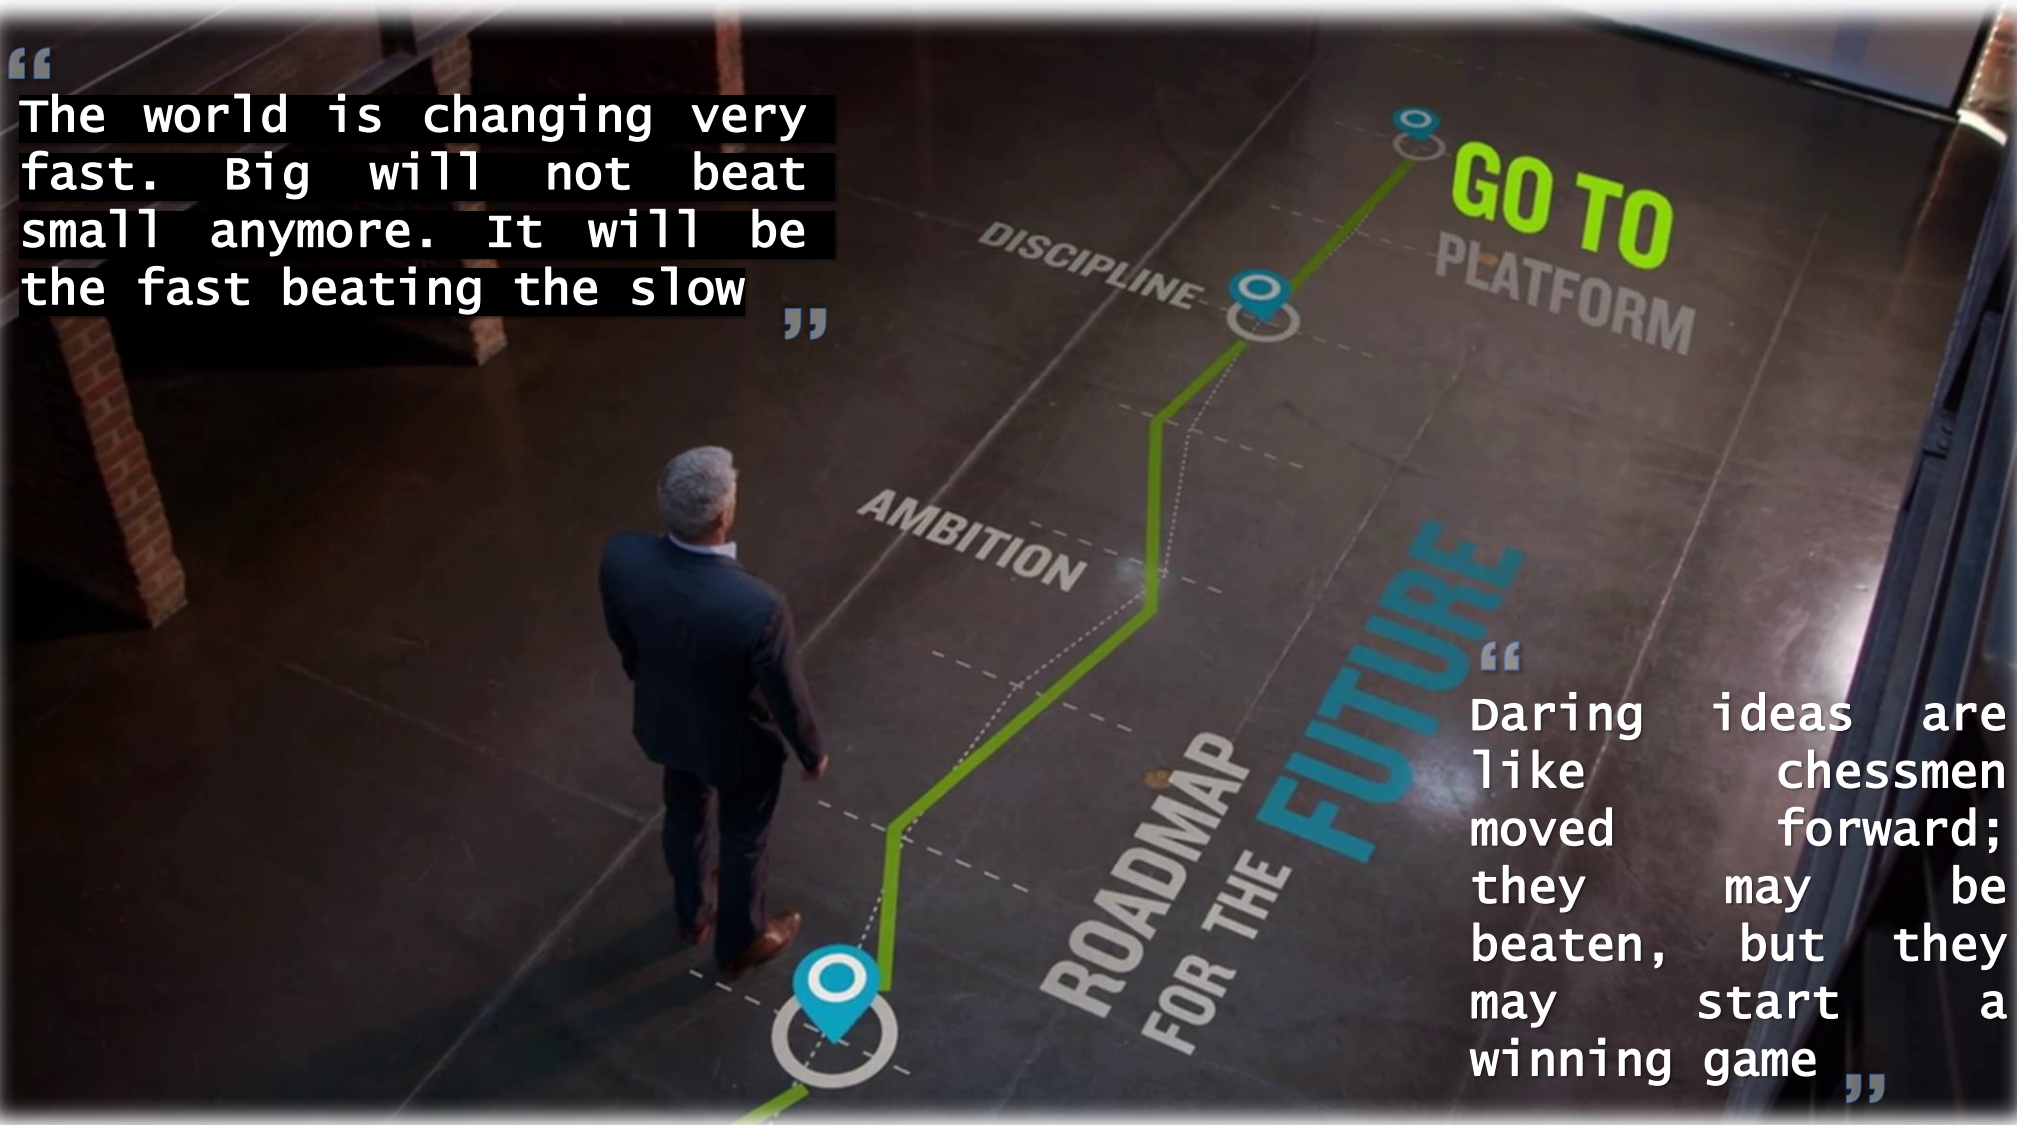 “
The world is changing very
fast. Big will not beat
small anymore. It will be
the fast beating the slow
”
GO TO
PLATFORM
DISCIPLINE
AMBITION
ROADMAP
FOR THE
FUTURE
“
Daring ideas are
like chessmen
moved forward;
they may be
beaten, but they
may start a
winning game
”